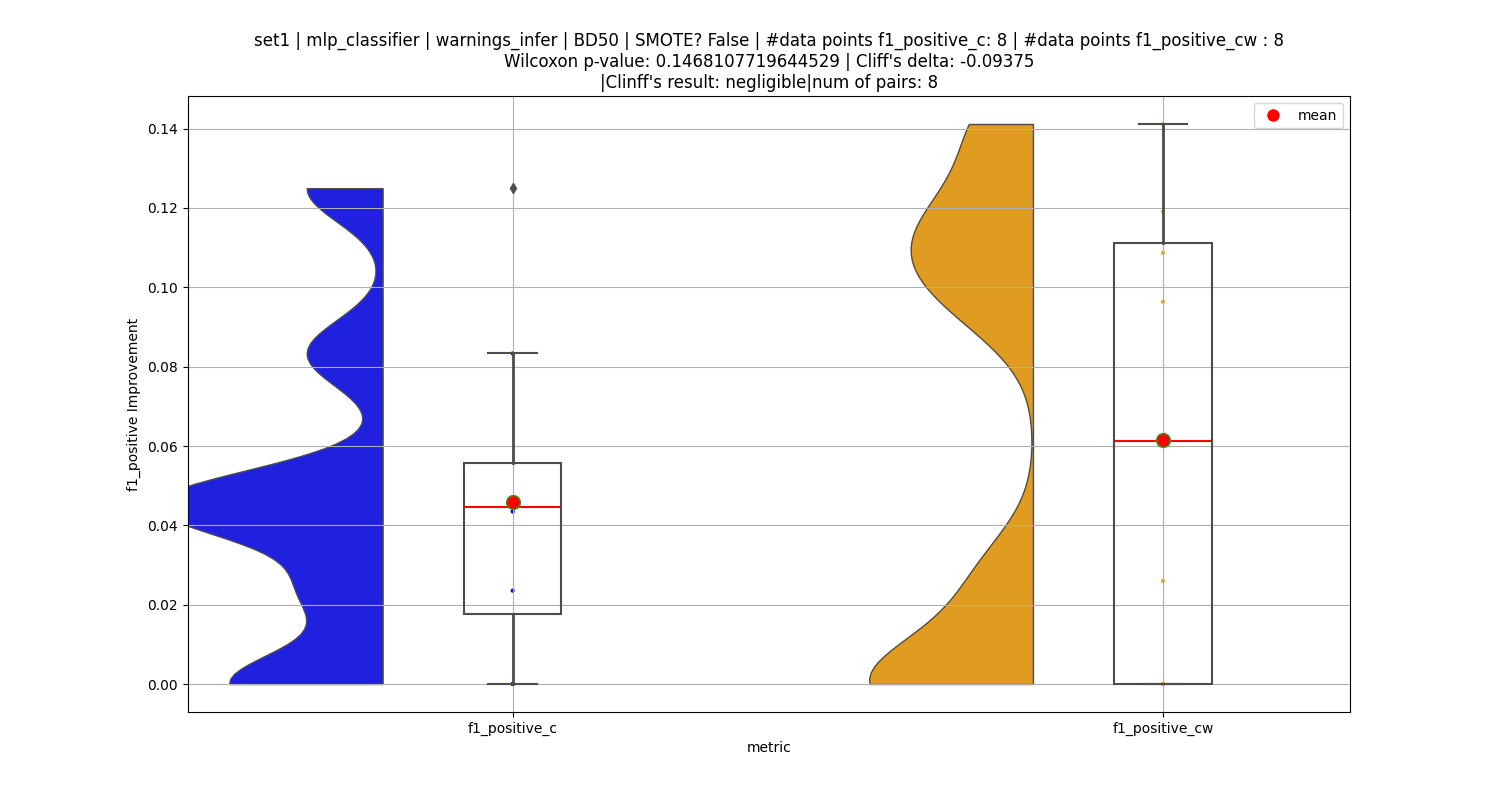 set1 | mlp_classifier | warnings_infer | BD50 | SMOTE? False | #data points f1_positive_c: 8 | #data points f1_positive_cw : 8
Wilcoxon p-value: 0.1468107719644529 | Cliff's delta: -0.09375
|Clinff's result: negligible|num of pairs: 8
mean
0.14
0.12
0.10
0.08
0.06
0.04
0.02
0.00
f1_positive Improvement
f1_positive_c
f1_positive_cw
metric